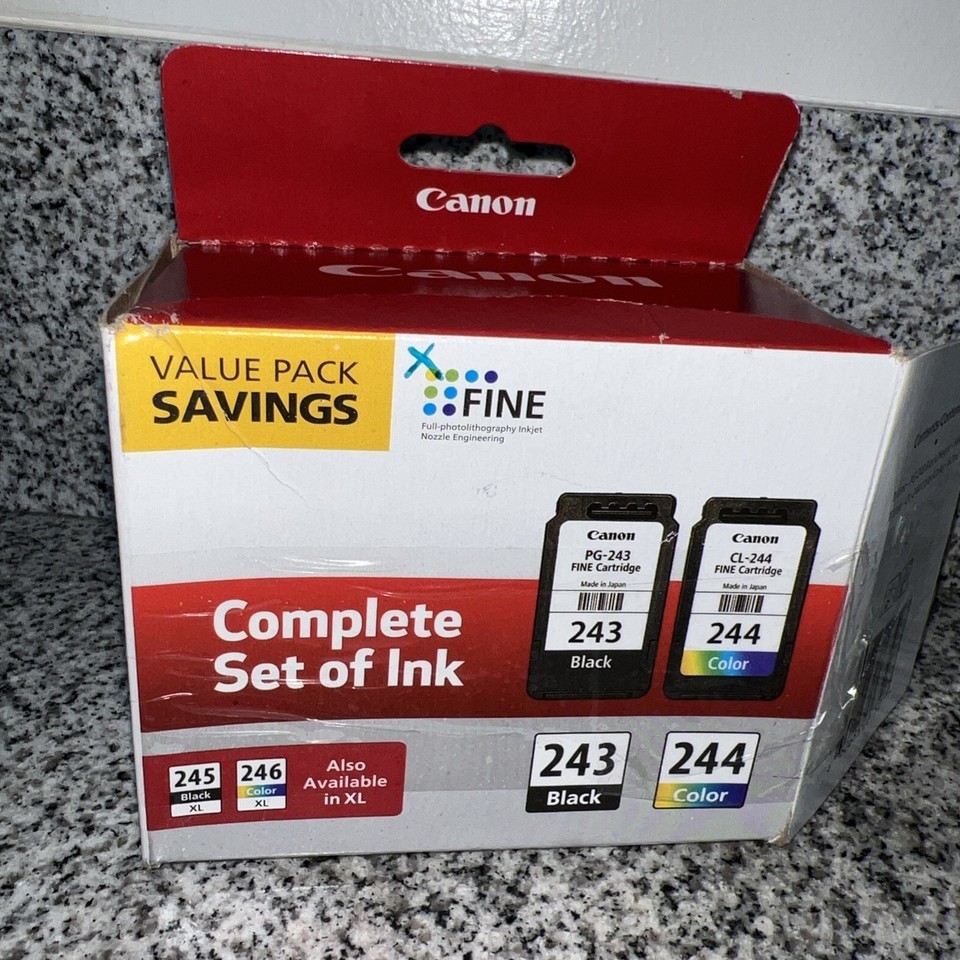 Canon
Canon
VALUE PACK
SAVINGS
FINE
Full-photolithography Inkjet
Nozzle Engineering
Canon
PG-243
FINE Cartridge
Made in Japan
243
Black
Canon
CL-244
FINE Cartridge
Made in Japan
244
Color
Complete
Set of Ink
245
Black
XL
246
Color
XL
Also
Available
in XL
243
Black
244
Color